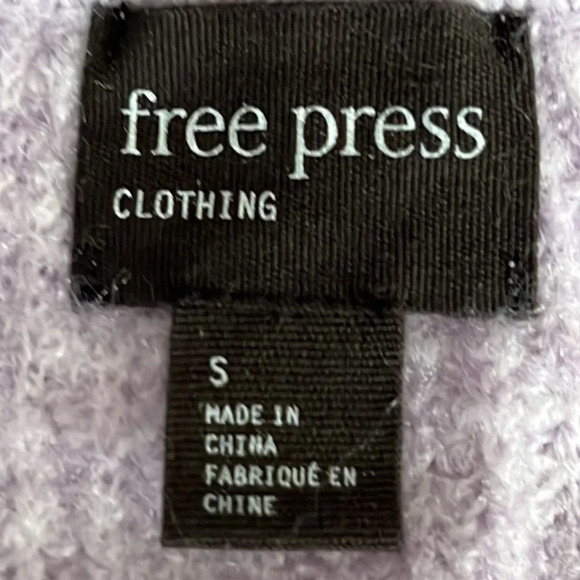 free press
CLOTHING
S
MADE IN
CHINA
FABRIQUÉ EN
CHINE